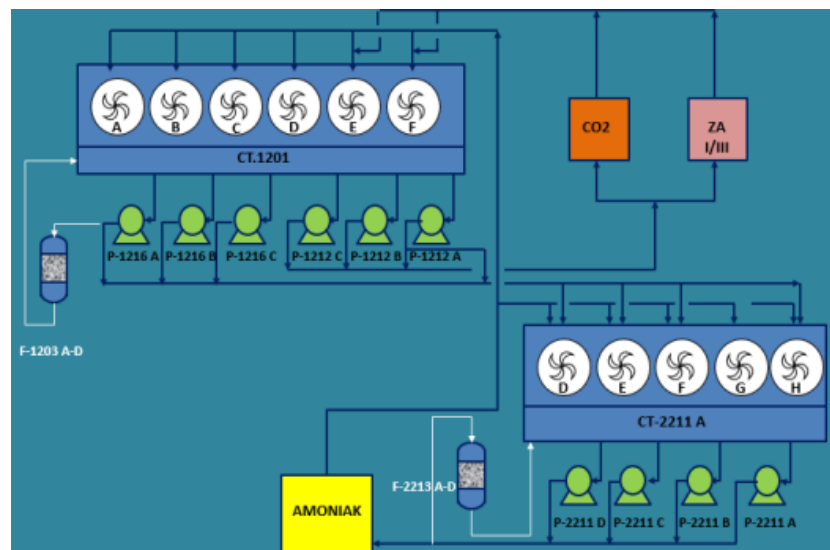 A B C D E F
CT.1201
CO2
ZA
I/III
P-1216 A P-1216 B P-1216 C P-1212 C P-1212 B P-1212 A
F-1203 A-D
D E F G H
CT-2211 A
F-2213 A-D
AMONIAK
P-2211 D P-2211 C P-2211 B P-2211 A